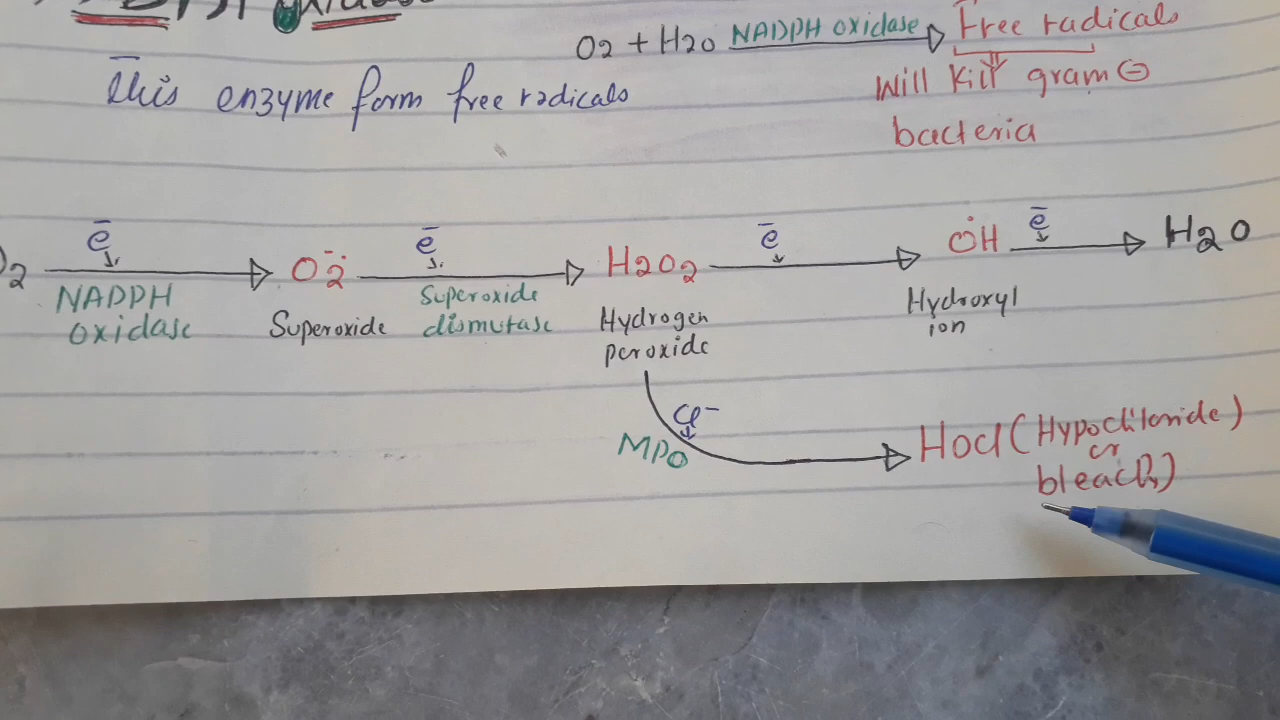 O2 + H2O NADPH oxidase Free radicals
This enzyme form free radicals
Will kill gram ⊖
bacteria
O2 e⁻ NADPH oxidase O2•⁻ Superoxide
e⁻ Superoxide dismutase H2O2 Hydrogen peroxide
e⁻ ȮH Hydroxyl ion
e⁻ H2O
Cl⁻
MPO
HOCl (Hypochloride)
or
bleach)